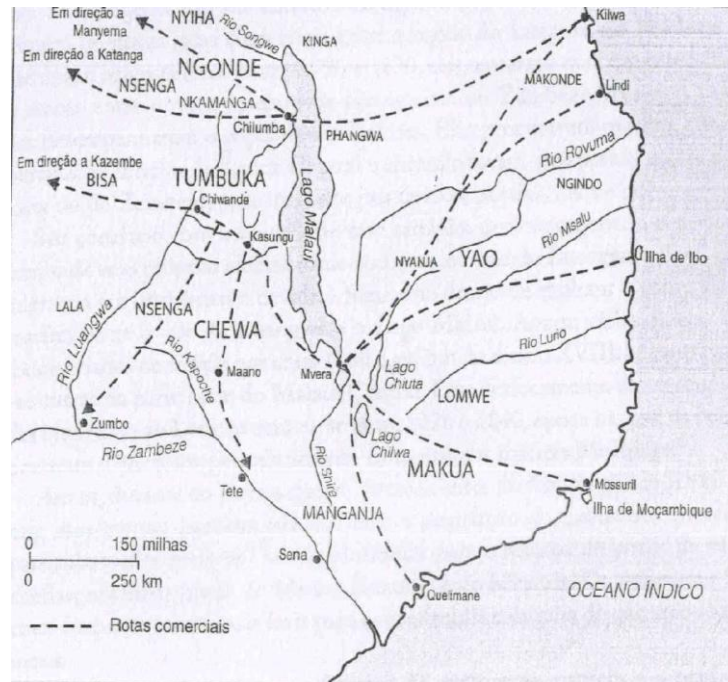 Em direção a
Manyema
NYIHA
Rio Songwe
KINGA
Kilwa
Em direção a Katanga
NGONDE
NSENGA
NKAMANGA
Chilumba
PHANGWA
MAKONDE
Lindi
Em direção a Kazembe
BISA
TUMBUKA
Chiwande
Kasungu
Lago Malauí
Rio Rovuma
NGINDO
Rio Msalu
NYANJA
YAO
Ilha de Ibo
LALA
NSENGA
CHEWA
Rio Luangwa
Rio Kapoche
Maano
Mvera
Lago
Chiuta
Rio Lurio
LOMWE
Zumbo
Rio Zambeze
Lago
Chilwa
Tete
Rio Shire
MAKUA
Mossuril
Ilha de Moçambique
MANGANJA
Sena
Quelimane
0
150 milhas
0
250 km
OCEANO ÍNDICO
Rotas comerciais